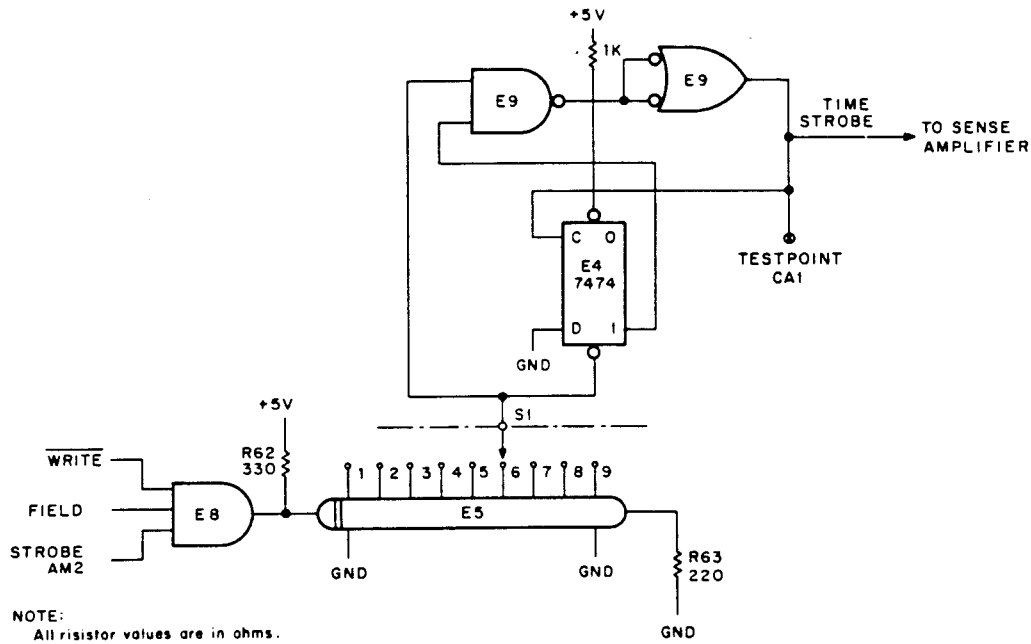 +5V
1K
E9
E9
TIME
STROBE
TO SENSE
AMPLIFIER
C 0
E4
7474
D 1
TESTPOINT
CA1
GND
+5V
S1
R62
330
WRITE
FIELD
STROBE
AM2
E8
1 2 3 4 5 6 7 8 9
E5
GND
GND
R63
220
GND
NOTE:
All risistor values are in ohms.